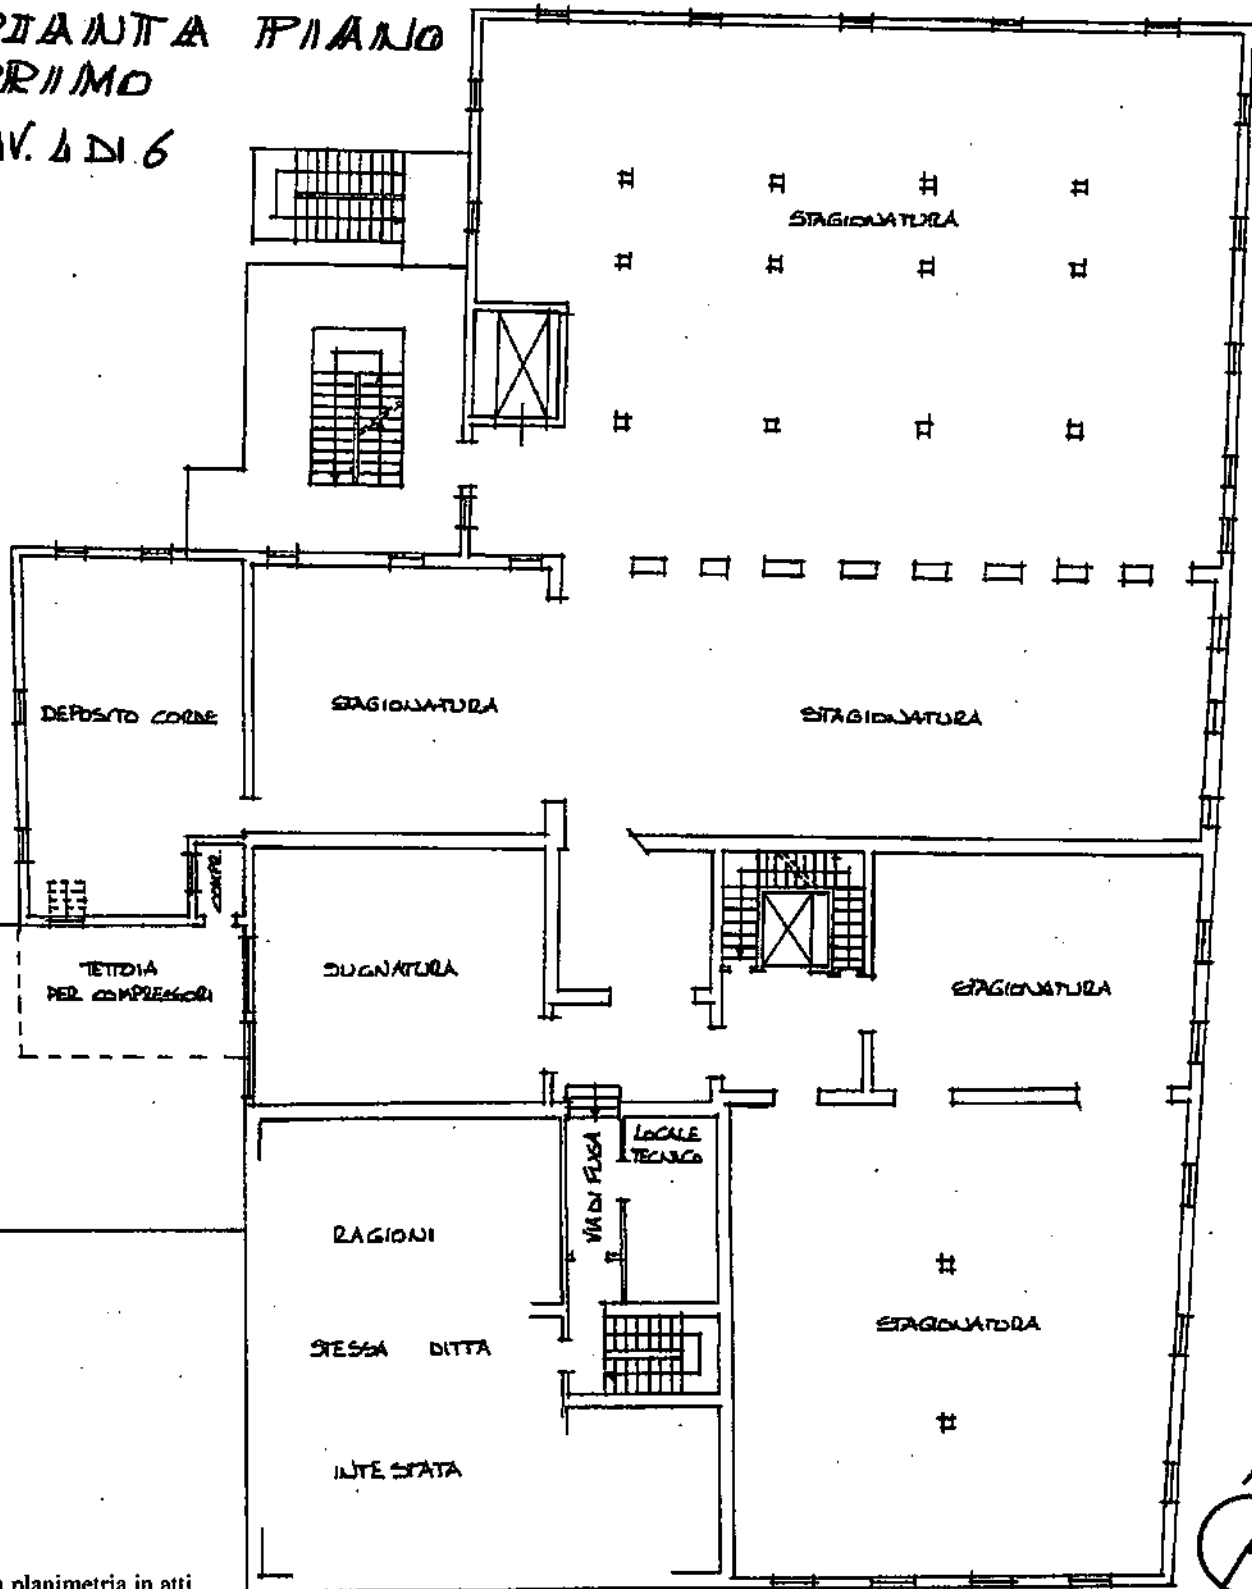 PIANTA PIANO
PRIMO
AV. 4 DI 6
STAGIONATURA
DEPOSITO CORDE
STAGIONATURA
STAGIONATURA
COMPR.
TETTOIA
PER COMPRESSORI
SUGNATURA
STAGIONATURA
VIA DI FUGA
LOCALE
TECNICO
RAGIONI
STESSA DITTA
INTESTATA
STAGIONATURA
planimetria in atti